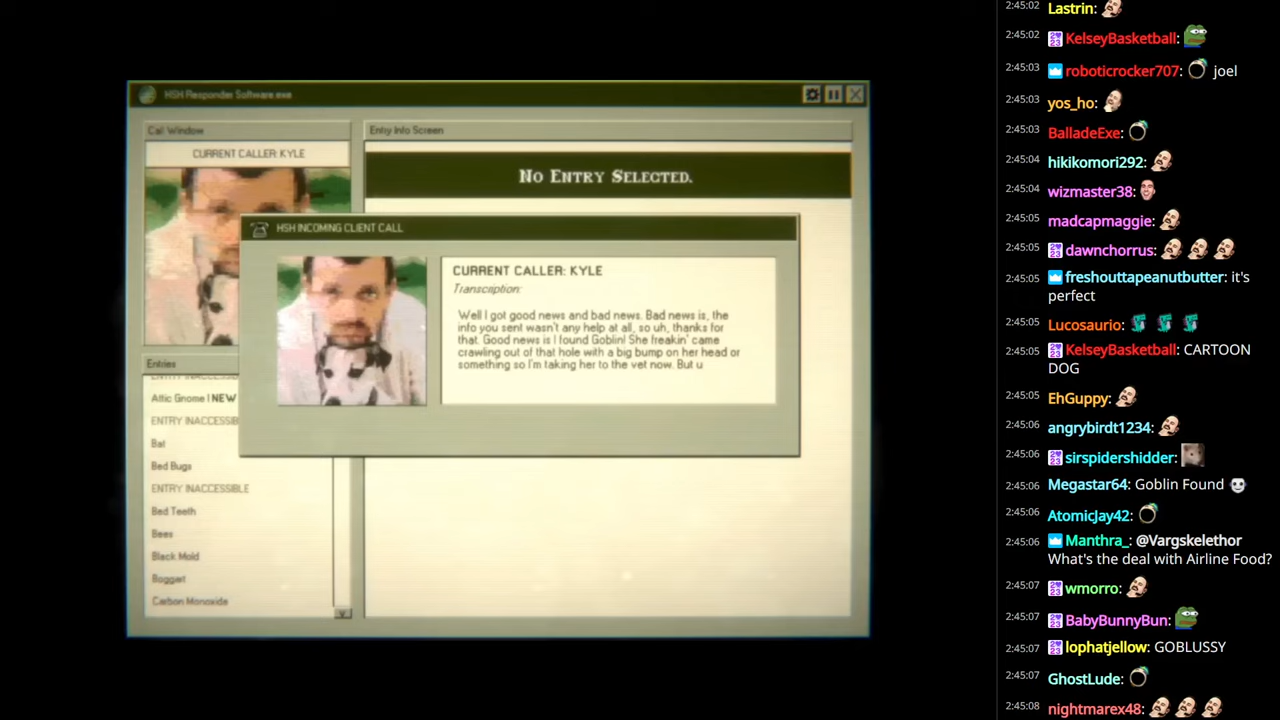 HSH Responder Software.exe
Call Window
CURRENT CALLER: KYLE
Entry Info Screen
No Entry Selected.
HSH INCOMING CLIENT CALL
CURRENT CALLER: KYLE
Transcription:
Well I got good news and bad news. Bad news is, the
info you sent wasn't any help at all, so uh, thanks for
that. Good news is I found Goblin! She freakin' came
crawling out of that hole with a big bump on her head or
something so I'm taking her to the vet now. But u
Entries
ENTRY INACCESSIBLE
Attic Gnome | NEW
ENTRY INACCESSIB
Bat
Bed Bugs
ENTRY INACCESSIBLE
Bed Teeth
Bees
Black Mold
Boggart
Carbon Monoxide
2:45:02 Lastrin:
2:45:02 KelseyBasketball:
2:45:03 roboticrocker707: joel
2:45:03 yos_ho:
2:45:03 BalladeExe:
2:45:04 hikikomori292:
2:45:04 wizmaster38:
2:45:05 madcapmaggie:
2:45:05 dawnchorrus:
2:45:05 freshouttapeanutbutter: it's
perfect
2:45:05 Lucosaurio:
2:45:05 KelseyBasketball: CARTOON
DOG
2:45:05 EhGuppy:
2:45:06 angrybirdt1234:
2:45:06 sirspidershidder:
2:45:06 Megastar64: Goblin Found
2:45:06 AtomicJay42:
2:45:06 Manthra_: @Vargskelethor
What's the deal with Airline Food?
2:45:07 wmorro:
2:45:07 BabyBunnyBun:
2:45:07 lophatjellow: GOBLUSSY
2:45:07 GhostLude:
2:45:08 nightmarex48: